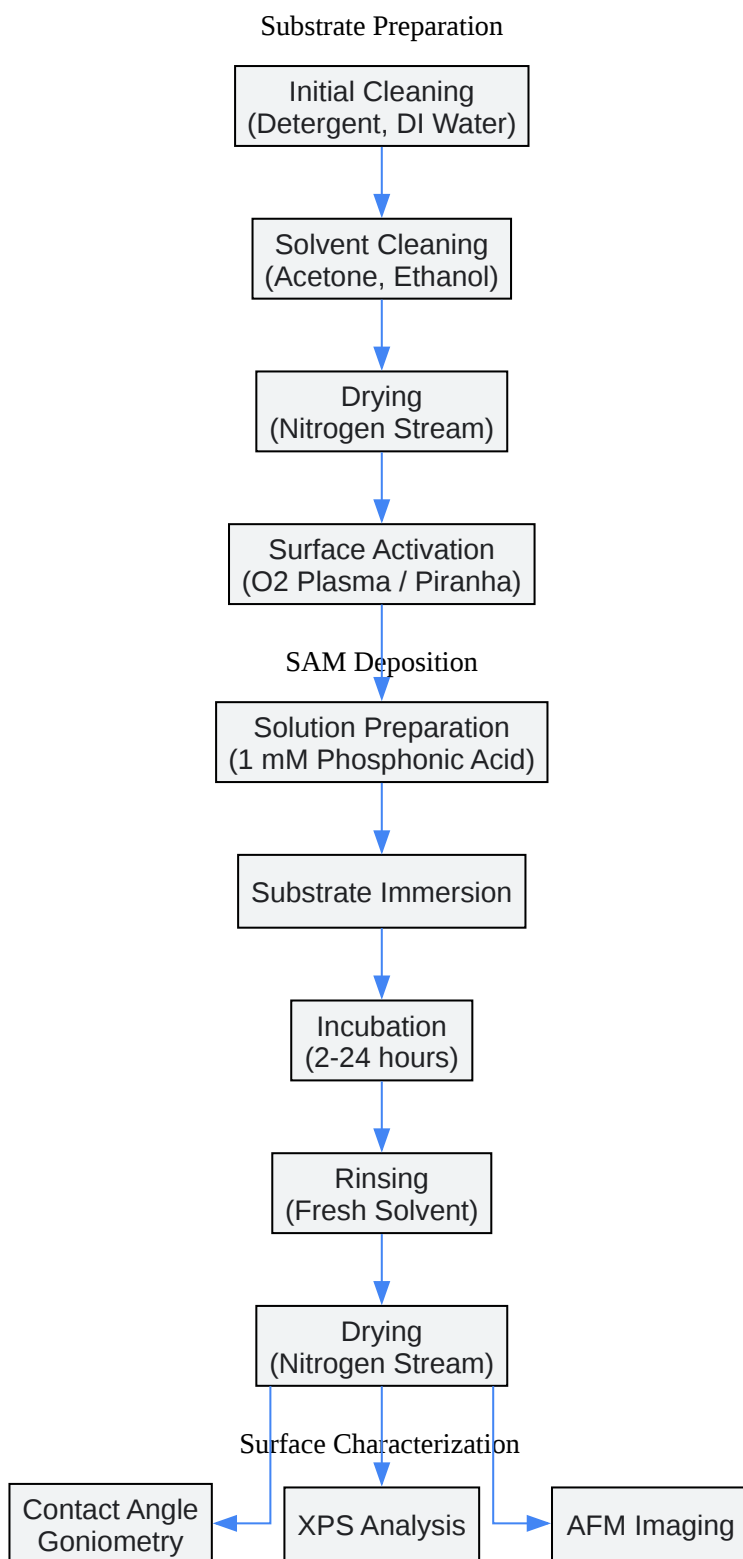 Substrate Preparation
Initial Cleaning
(Detergent, DI Water)
Solvent Cleaning
(Acetone, Ethanol)
Drying
(Nitrogen Stream)
Surface Activation
(O2 Plasma / Piranha)
SAM Deposition
Solution Preparation
(1 mM Phosphonic Acid)
Substrate Immersion
Incubation
(2-24 hours)
Rinsing
(Fresh Solvent)
Drying
(Nitrogen Stream)
Surface Characterization
Contact Angle
Goniometry
XPS Analysis
AFM Imaging